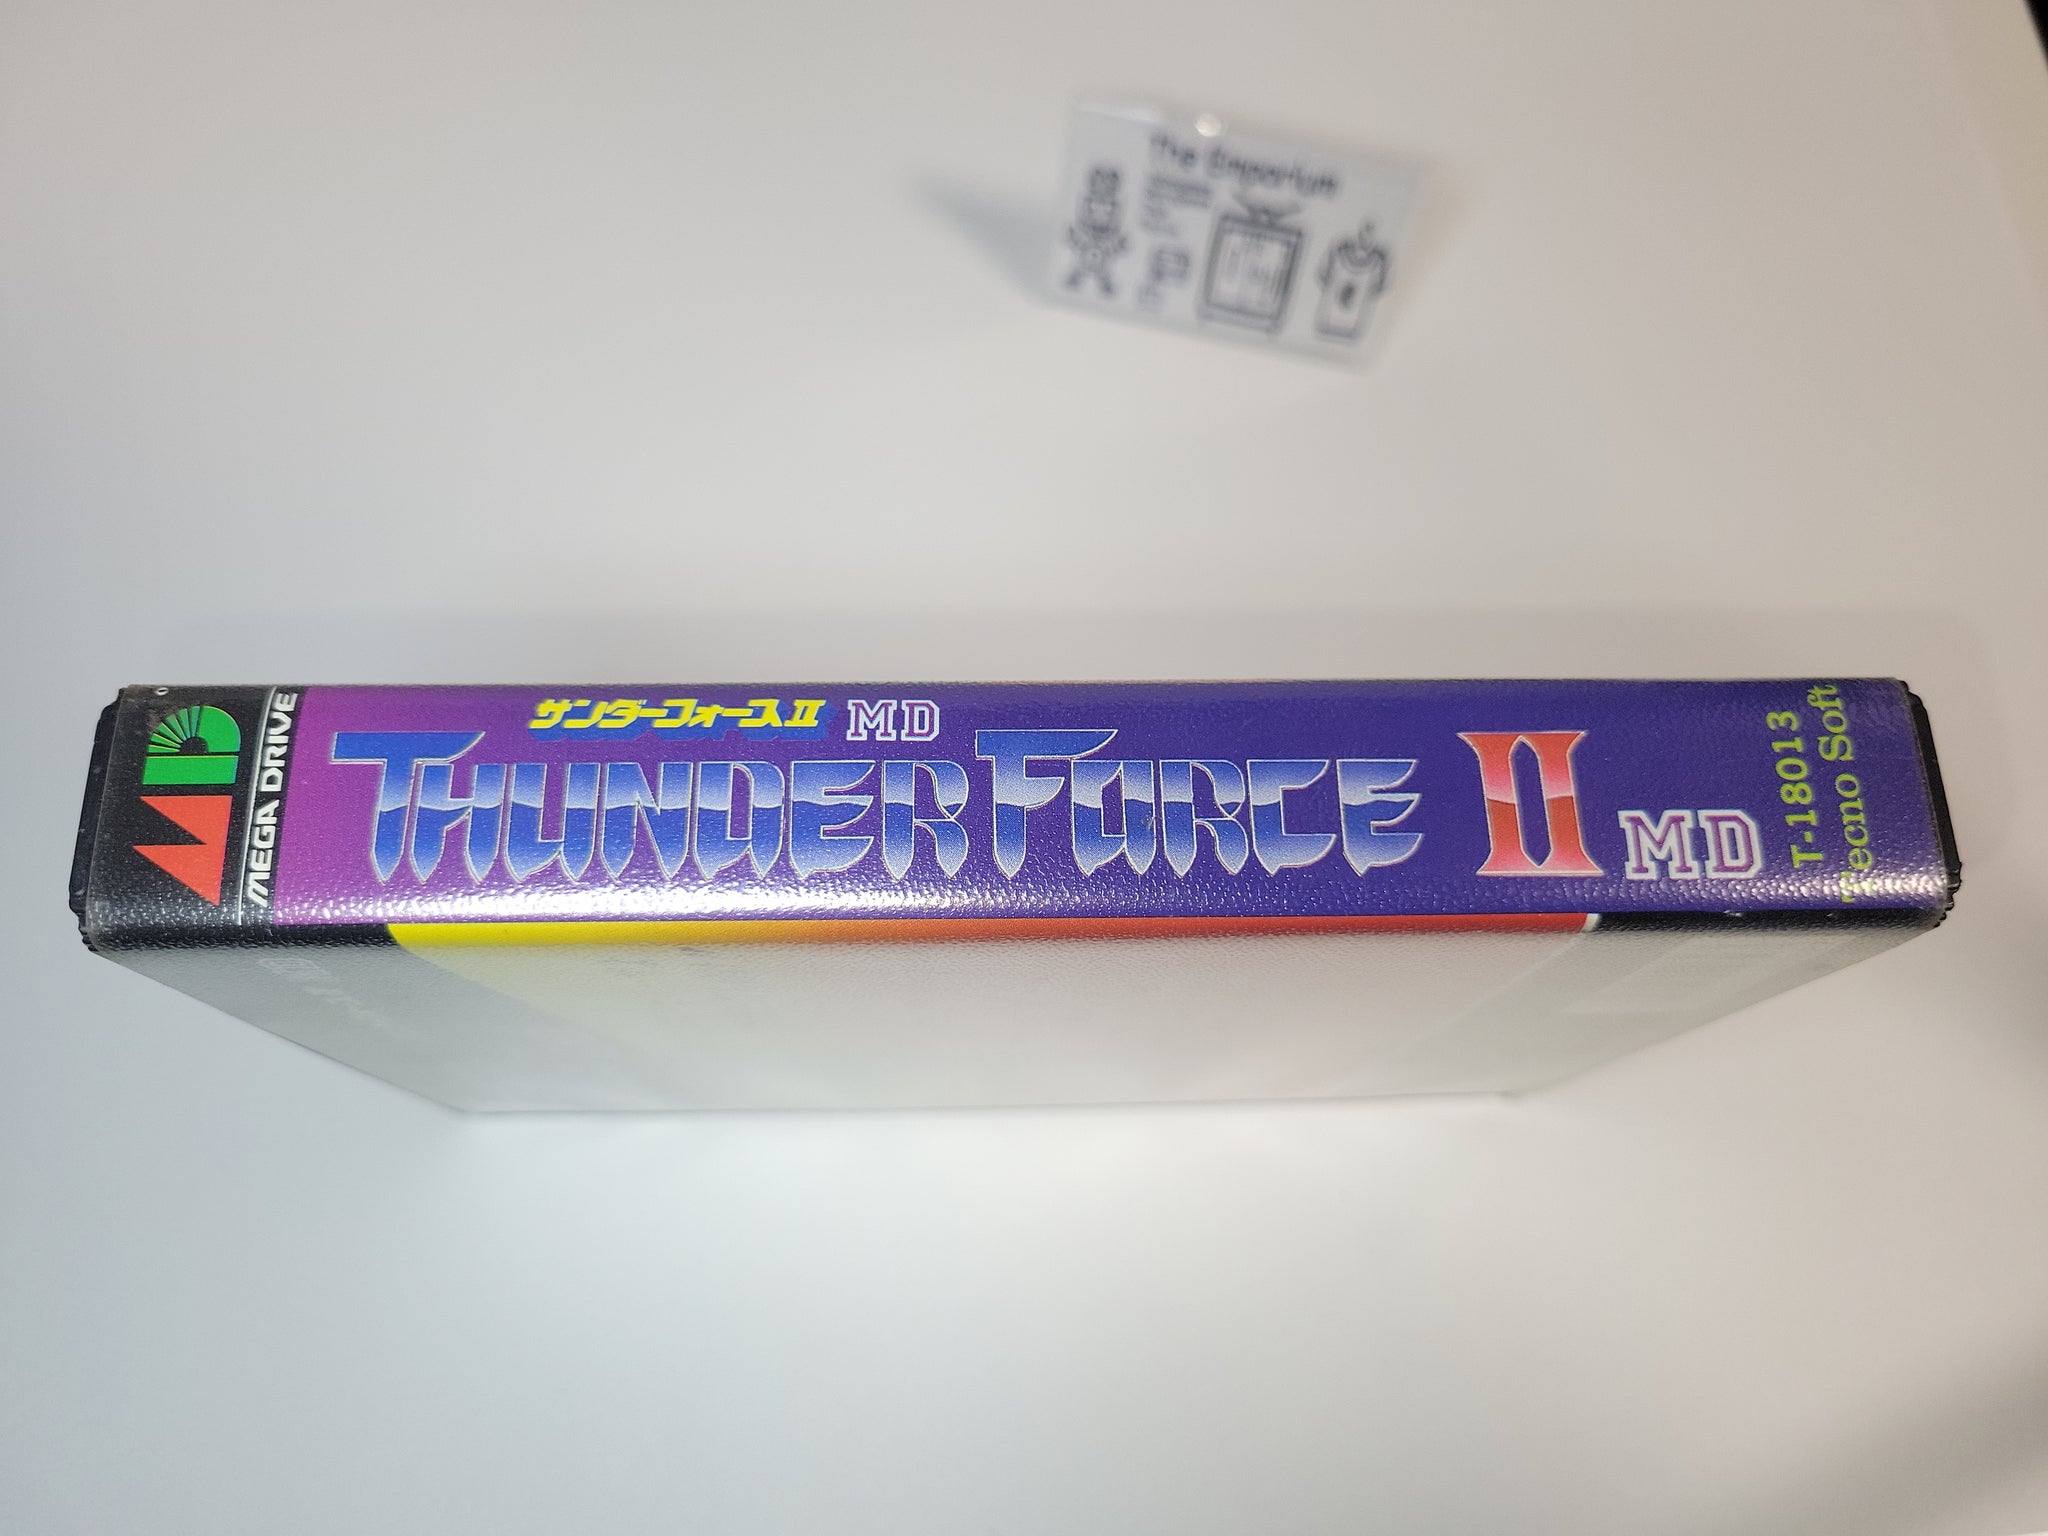 The Emporium
MD
MEGA DRIVE
サンダーフォースII MD
THUNDER FORCE II MD
T-18013
Tecno Soft